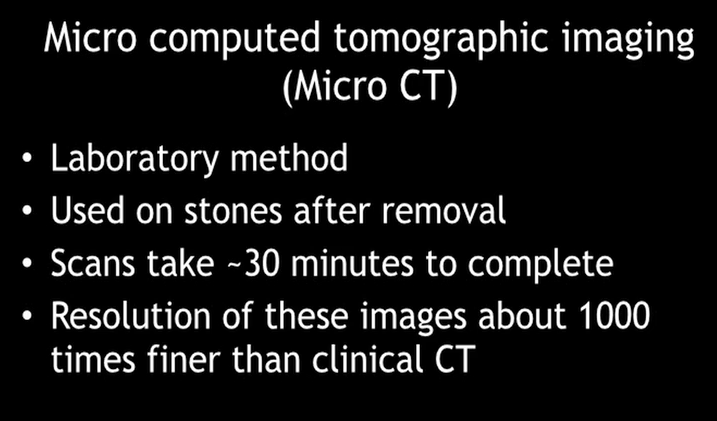 Micro computed tomographic imaging
(Micro CT)
• Laboratory method
• Used on stones after removal
• Scans take ~30 minutes to complete
• Resolution of these images about 1000
times finer than clinical CT